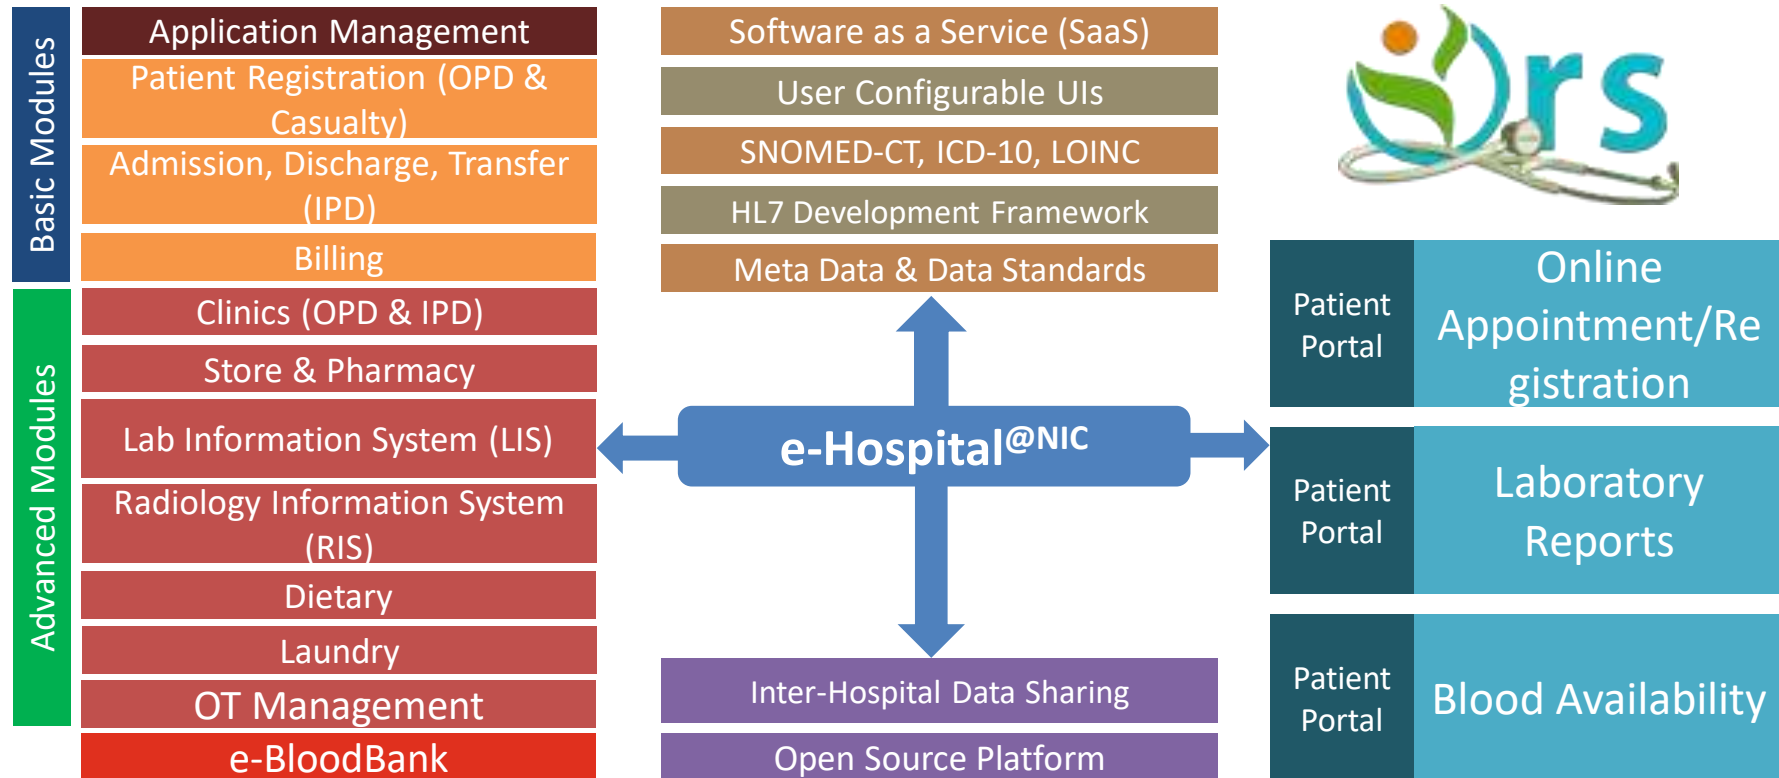 Basic Modules
Application Management
Patient Registration (OPD &
Casualty)
Admission, Discharge, Transfer
(IPD)
Billing
Advanced Modules
Clinics (OPD & IPD)
Store & Pharmacy
Lab Information System (LIS)
Radiology Information System
(RIS)
Dietary
Laundry
OT Management
e-BloodBank
Software as a Service (SaaS)
User Configurable UIs
SNOMED-CT, ICD-10, LOINC
HL7 Development Framework
Meta Data & Data Standards
e-Hospital@NIC
Inter-Hospital Data Sharing
Open Source Platform
Ors
Patient
Portal
Online
Appointment/Re
gistration
Patient
Portal
Laboratory
Reports
Patient
Portal
Blood Availability